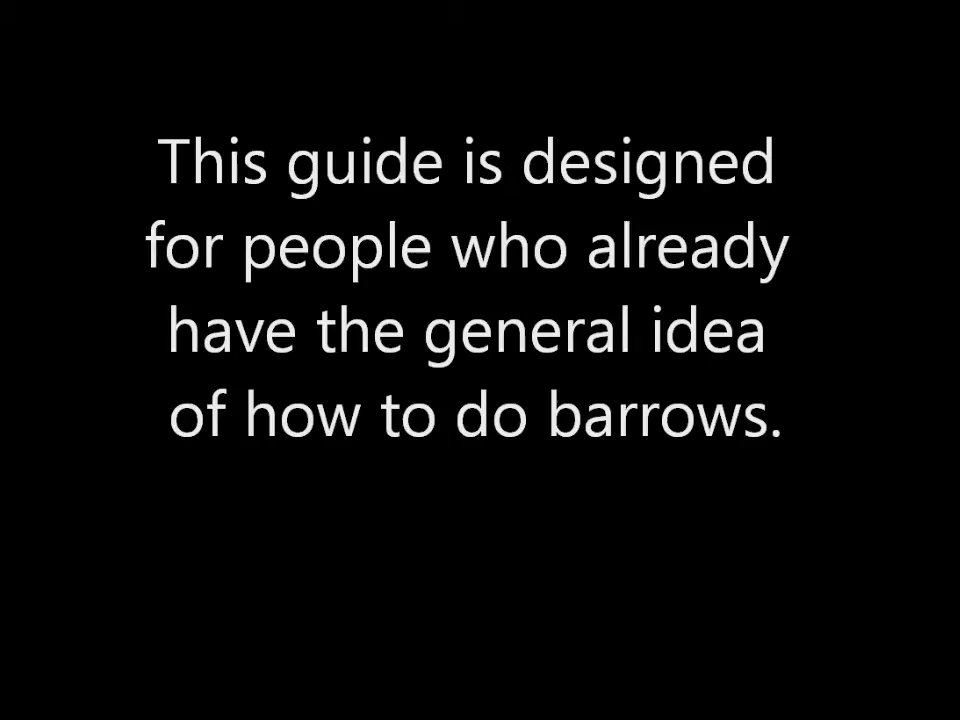 This guide is designed
for people who already
have the general idea
of how to do barrows.